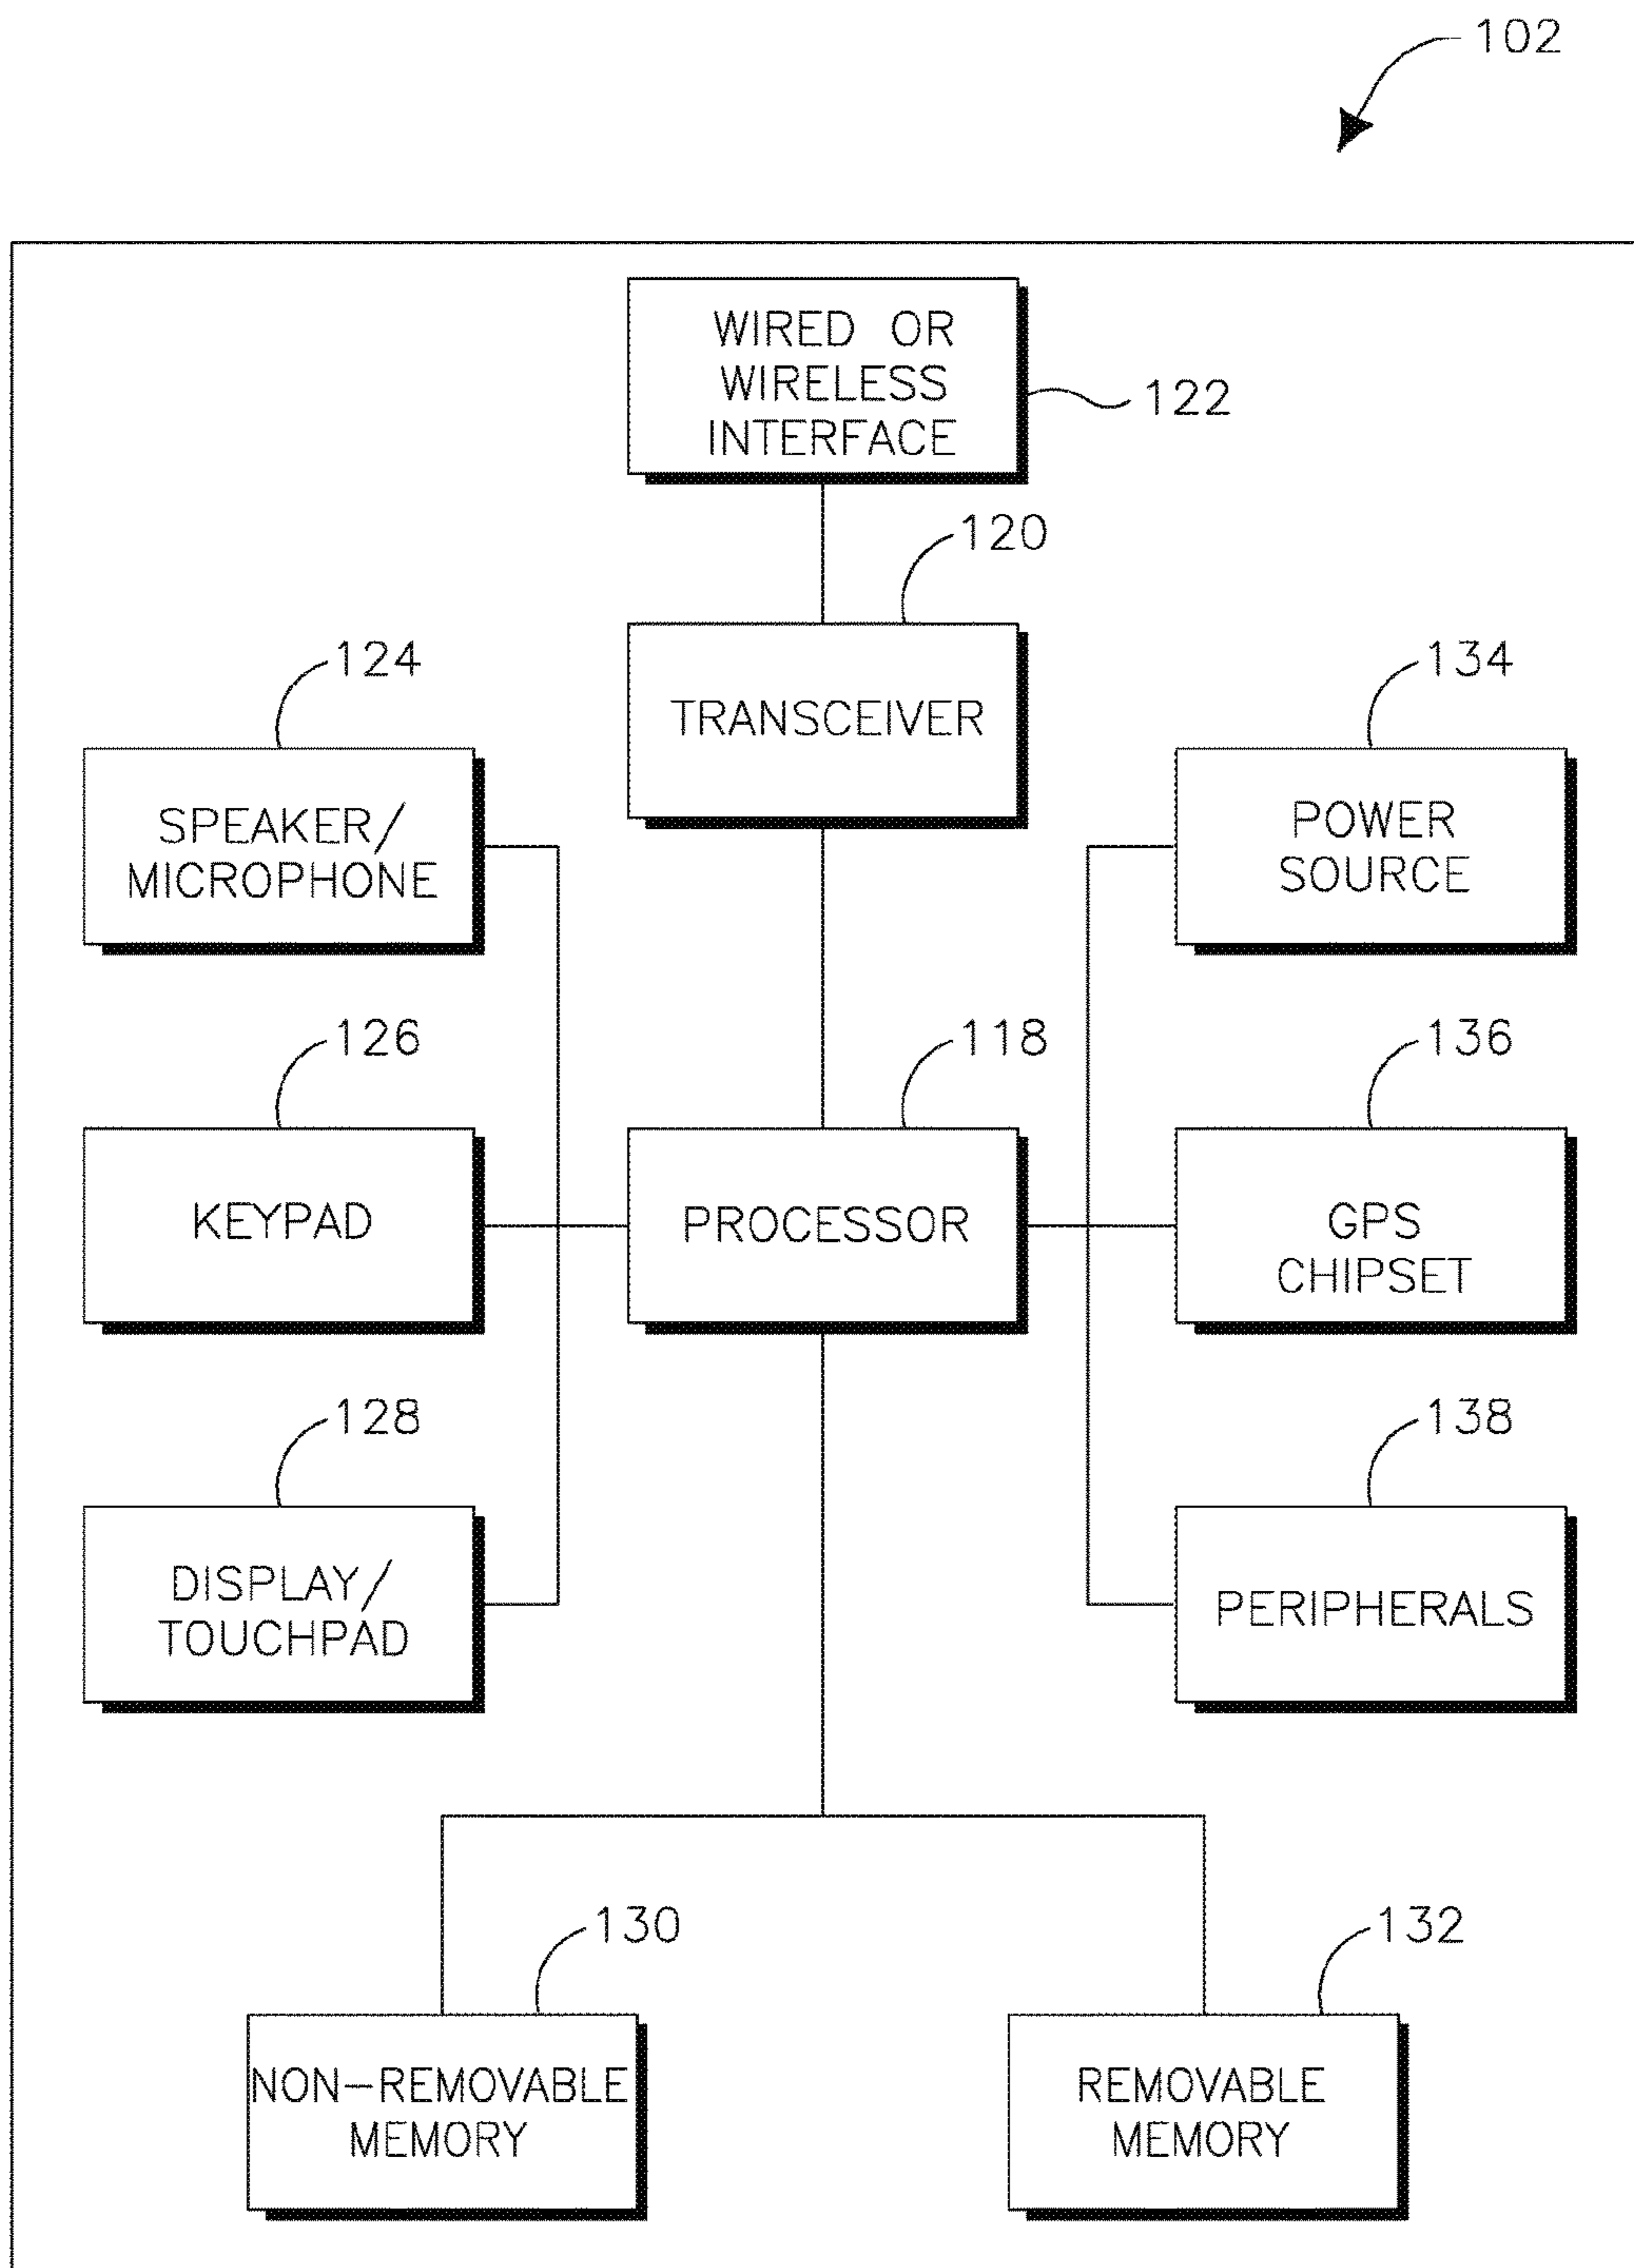 102
WIRED OR
WIRELESS
INTERFACE
122
120
TRANSCEIVER
124
SPEAKER/
MICROPHONE
134
POWER
SOURCE
126
KEYPAD
118
PROCESSOR
136
GPS
CHIPSET
128
DISPLAY/
TOUCHPAD
138
PERIPHERALS
130
NON-REMOVABLE
MEMORY
132
REMOVABLE
MEMORY